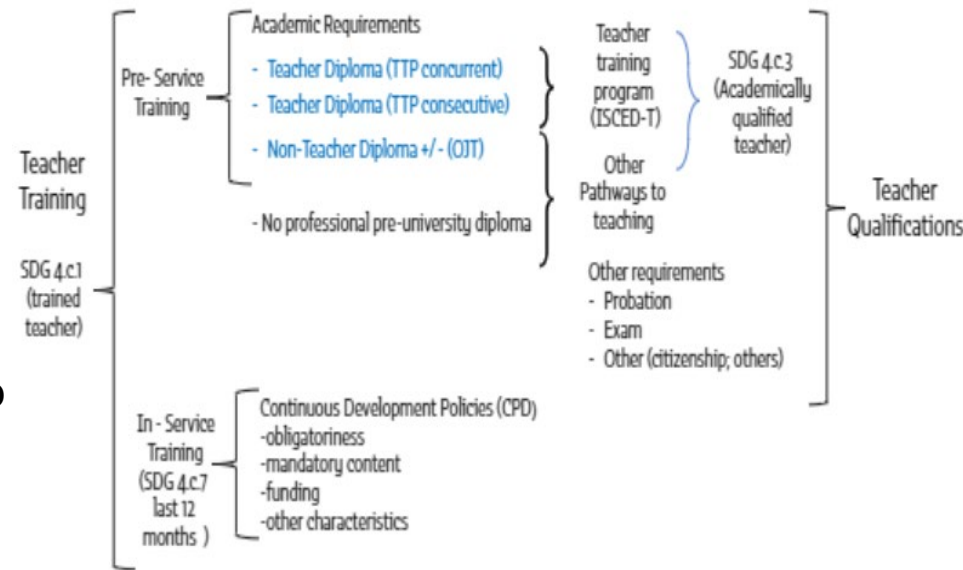 Teacher
Training
SDG 4.c.1
(trained
teacher)
Pre- Service
Training
Academic Requirements
- Teacher Diploma (TTP concurrent)
- Teacher Diploma (TTP consecutive)
- Non-Teacher Diploma +/- (OJT)
- No professional pre-university diploma
Teacher
training
program
(ISCED-T)
Other
Pathways to
teaching
SDG 4.c.3
(Academically
qualified
teacher)
Other requirements
- Probation
- Exam
- Other (citizenship; others)
Teacher
Qualifications
In - Service
Training
(SDG 4.c.7
last 12
months )
Continuous Development Policies (CPD)
-obligatoriness
-mandatory content
-funding
-other characteristics